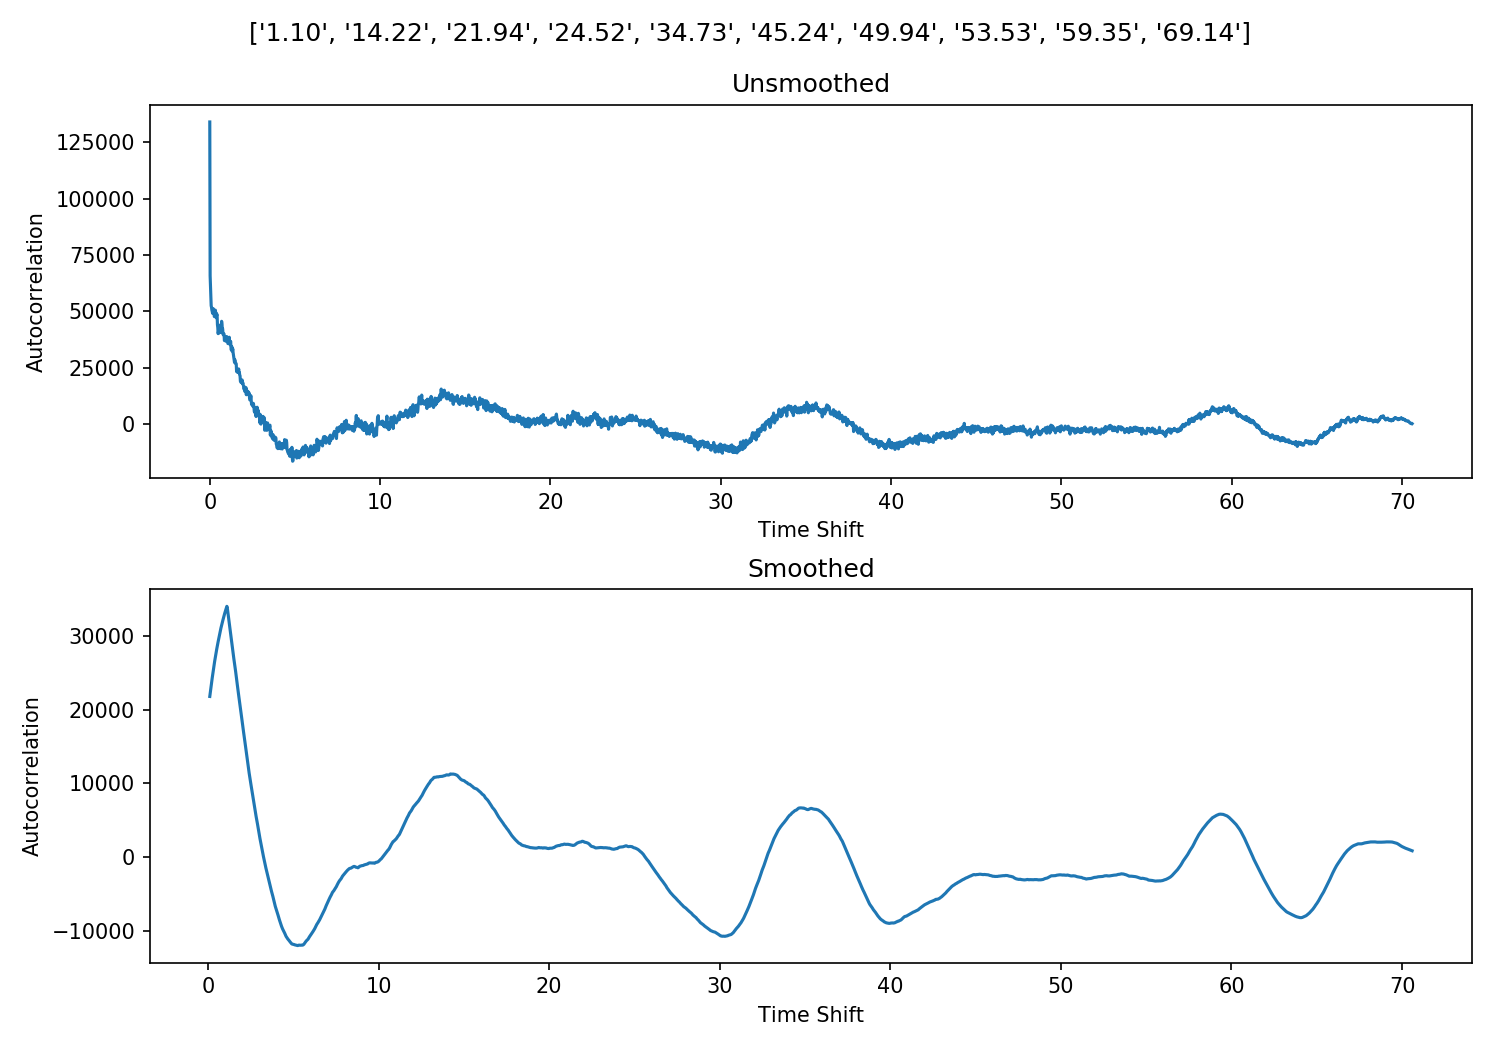 ['1.10', '14.22', '21.94', '24.52', '34.73', '45.24', '49.94', '53.53', '59.35', '69.14']
Unsmoothed
Autocorrelation
125000
100000
75000
50000
25000
0
0 10 20 30 40 50 60 70
Time Shift
Smoothed
Autocorrelation
30000
20000
10000
0
−10000
0 10 20 30 40 50 60 70
Time Shift